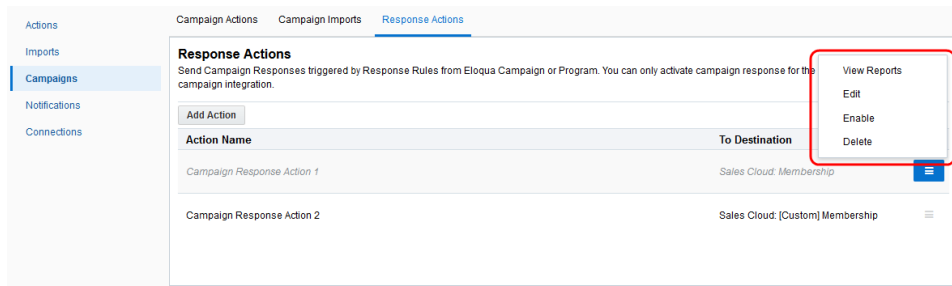 Actions
Imports
Campaigns
Notifications
Connections
Campaign Actions Campaign Imports Response Actions
Response Actions
Send Campaign Responses triggered by Response Rules from Eloqua Campaign or Program. You can only activate campaign response for the
campaign integration.
Add Action
Action Name To Destination
Campaign Response Action 1 Sales Cloud: Membership
Campaign Response Action 2 Sales Cloud: [Custom] Membership
View Reports
Edit
Enable
Delete